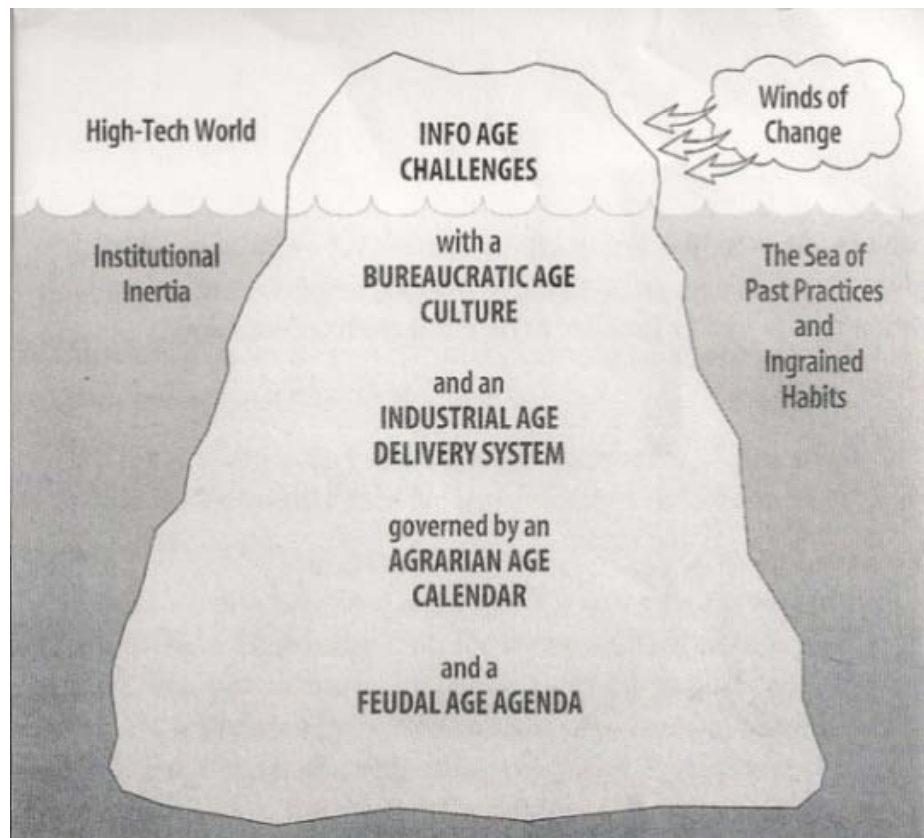 High-Tech World
INFO AGE
CHALLENGES
Winds of
Change
Institutional
Inertia
with a
BUREAUCRATIC AGE
CULTURE
and an
INDUSTRIAL AGE
DELIVERY SYSTEM
governed by an
AGRARIAN AGE
CALENDAR
and a
FEUDAL AGE AGENDA
The Sea of
Past Practices
and
Ingrained
Habits